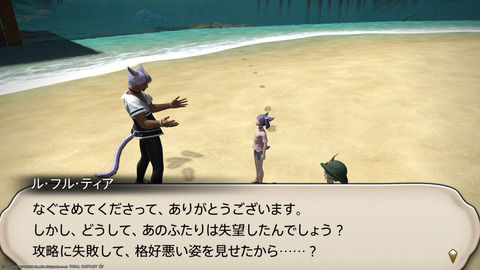 ル・フル・ティア
なぐさめてくださって、ありがとうございます。
しかし、どうして、あのふたりは失望したんでしょう？
攻略に失敗して、格好悪い姿を見せたから……？